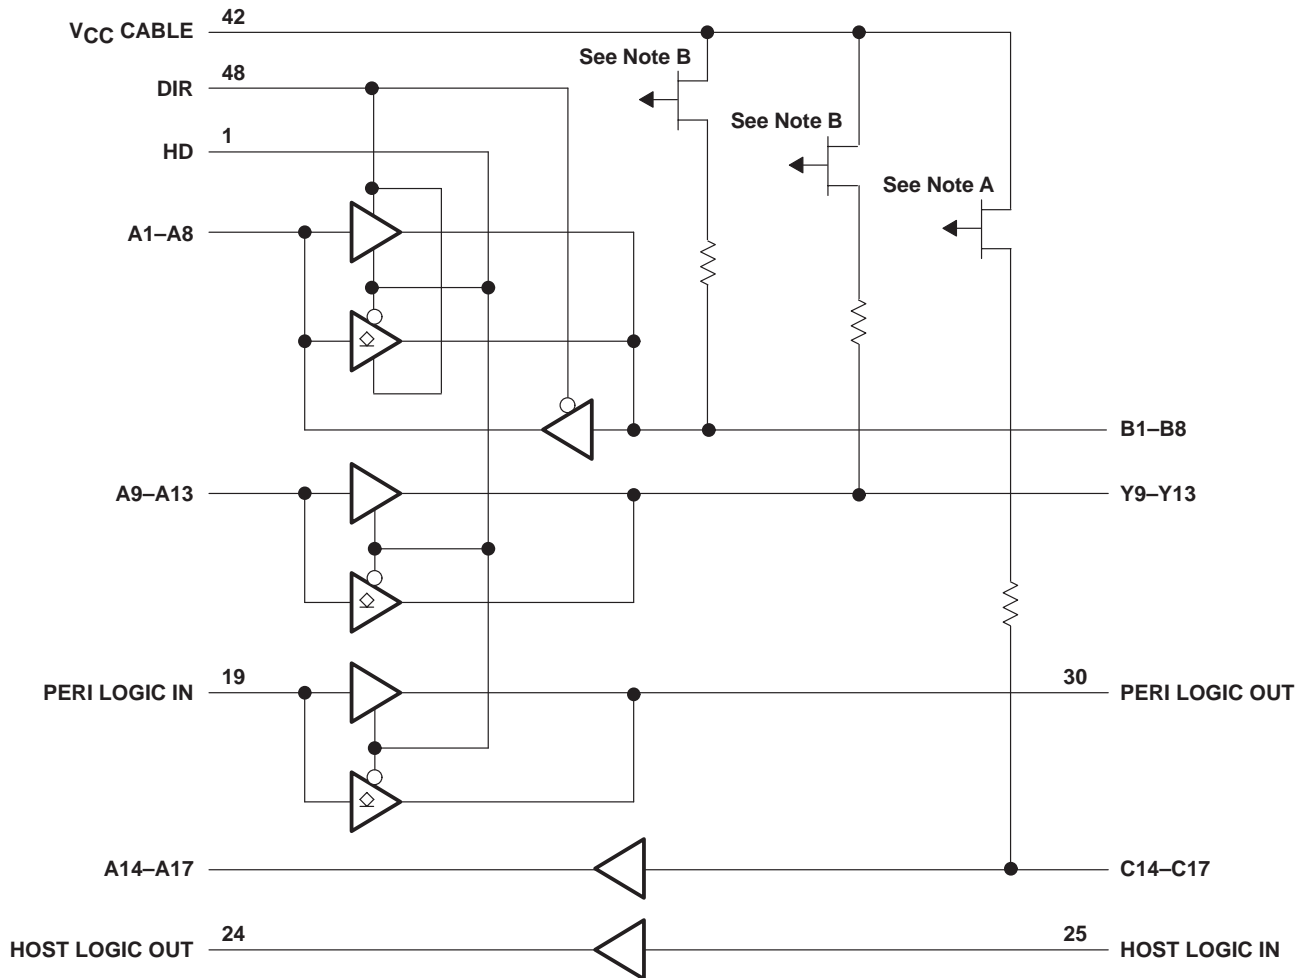 VCC CABLE 42
See Note B
DIR 48
See Note B
HD 1
See Note A
A1–A8
B1–B8
A9–A13
Y9–Y13
PERI LOGIC IN 19
30 PERI LOGIC OUT
A14–A17
C14–C17
HOST LOGIC OUT 24
25 HOST LOGIC IN